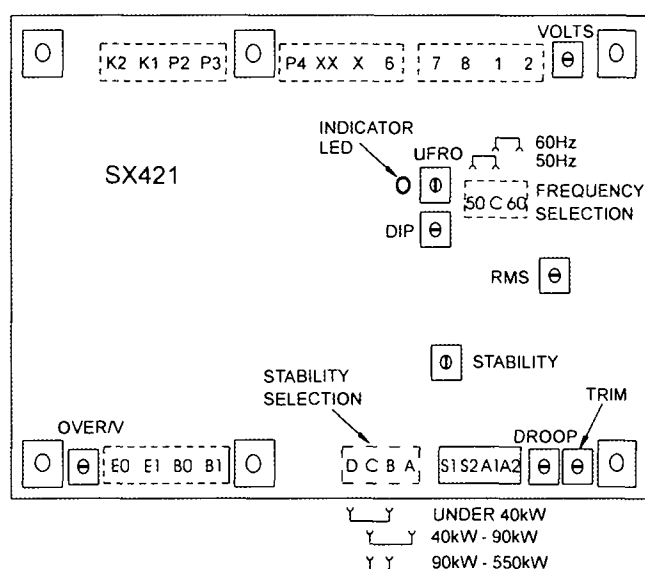 VOLTS
K2 K1 P2 P3
P4 XX X 6
7 8 1 2
INDICATOR
LED
UFRO
60Hz
50Hz
SX421
50 C 60
FREQUENCY
SELECTION
DIP
RMS
STABILITY
STABILITY
SELECTION
TRIM
OVER/V
DROOP
E0 E1 B0 B1
D C B A
S1 S2 A1 A2
UNDER 40kW
40kW - 90kW
90kW - 550kW